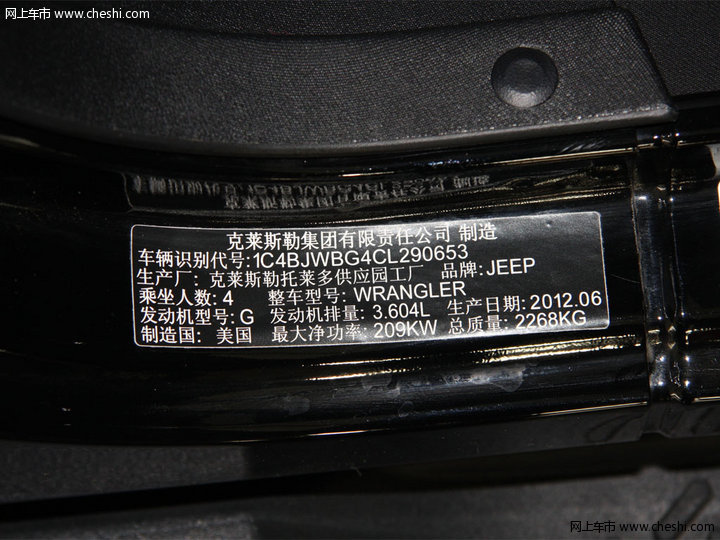 网上车市 www.cheshi.com
克莱斯勒集团有限责任公司 制造
车辆识别代号:1C4BJWBG4CL290653
生产厂: 克莱斯勒托莱多供应园工厂 品牌:JEEP
乘坐人数: 4 整车型号: WRANGLER
发动机型号: G 发动机排量: 3.604L 生产日期: 2012.06
制造国: 美国 最大净功率: 209KW 总质量: 2268KG
网上车市 www.cheshi.com